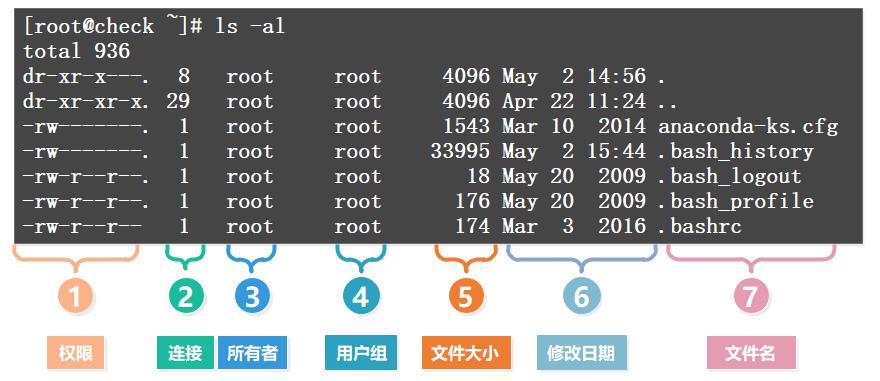 [root@check ~]# ls -al
total 936
dr-xr-x---. 8 root root 4096 May 2 14:56 .
dr-xr-xr-x. 29 root root 4096 Apr 22 11:24 ..
-rw-------. 1 root root 1543 Mar 10 2014 anaconda-ks.cfg
-rw-------. 1 root root 33995 May 2 15:44 .bash_history
-rw-r--r--. 1 root root 18 May 20 2009 .bash_logout
-rw-r--r--. 1 root root 176 May 20 2009 .bash_profile
-rw-r--r-- 1 root root 174 Mar 3 2016 .bashrc
1 2 3 4 5 6 7
权限 连接 所有者 用户组 文件大小 修改日期 文件名